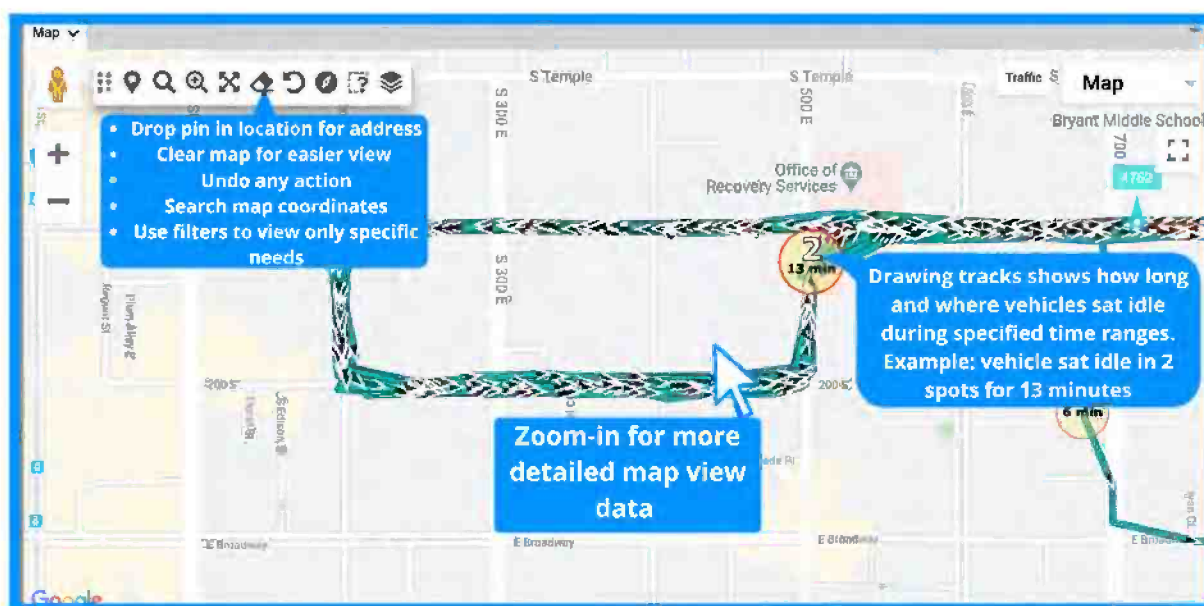 Map
S Temple
S Temple
Traffic
Map
S 300 E
500 E
Bryant Middle School
700
4762
• Drop pin in location for address
• Clear map for easier view
• Undo any action
• Search map coordinates
• Use filters to view only specific
needs
Office of
Recovery Services
2
13 min
S 300 E
Drawing tracks shows how long
and where vehicles sat idle
during specified time ranges.
Example: vehicle sat idle in 2
spots for 13 minutes
200 S
200 S
6 min
Zoom-in for more
detailed map view
data
E Broadway
E Broadway
E Broadway
Google